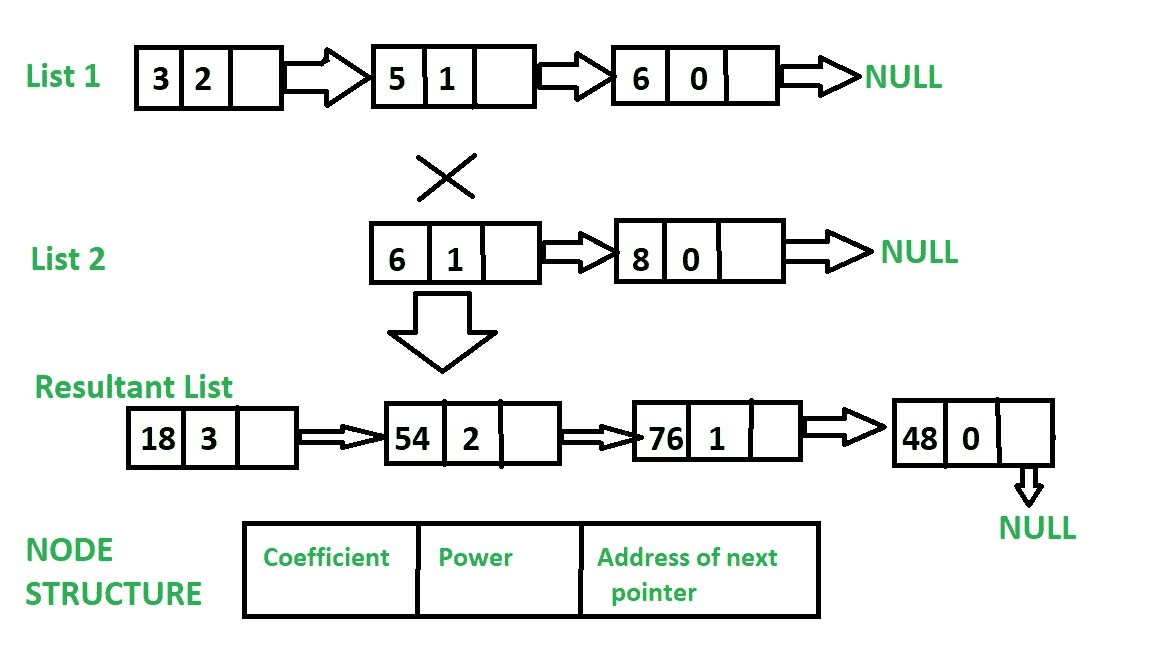 List 1 3 2 5 1 6 0 NULL
List 2 6 1 8 0 NULL
Resultant List
18 3 54 2 76 1 48 0
NULL
NODE Coefficient Power Address of next
STRUCTURE pointer